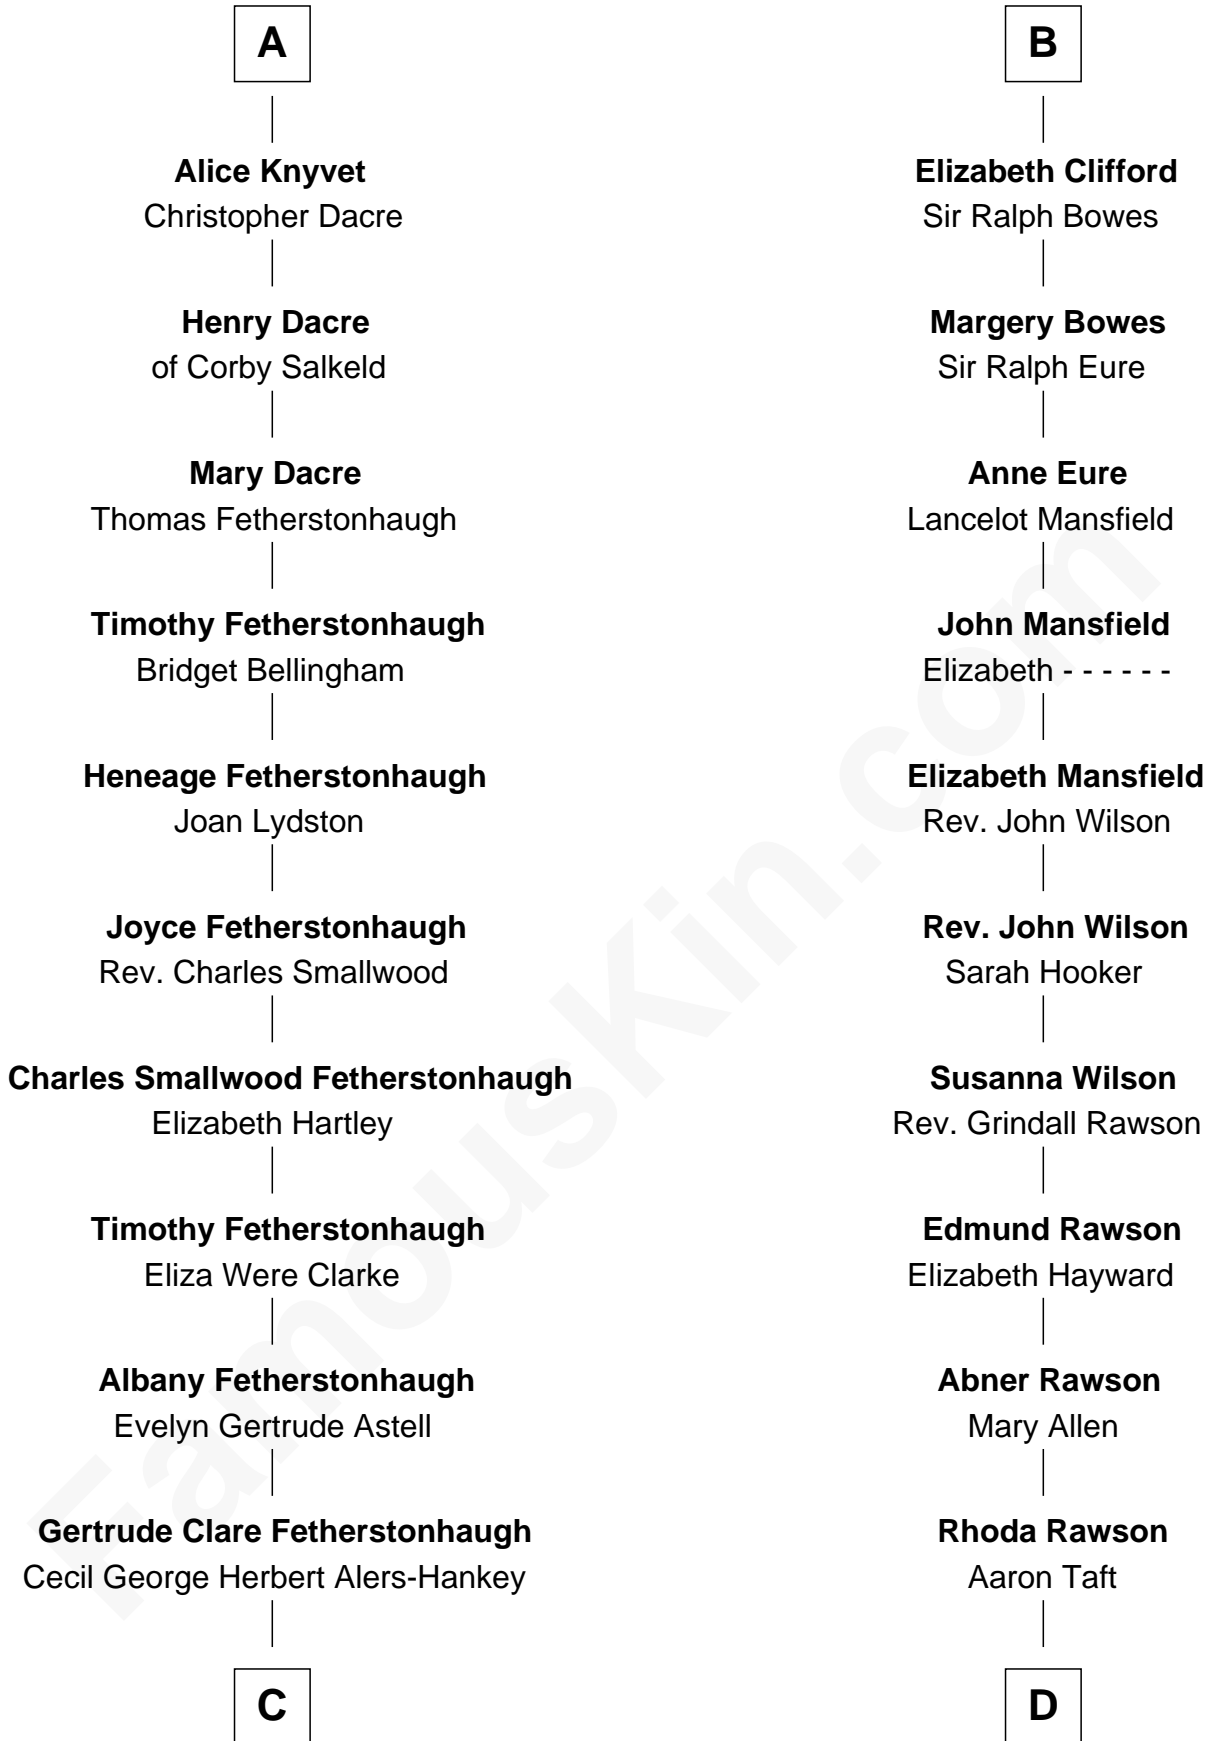 A
Alice Knyvet
Christopher Dacre
Henry Dacre
of Corby Salkeld
Mary Dacre
Thomas Fetherstonhaugh
Timothy Fetherstonhaugh
Bridget Bellingham
Heneage Fetherstonhaugh
Joan Lydston
Joyce Fetherstonhaugh
Rev. Charles Smallwood
Charles Smallwood Fetherstonhaugh
Elizabeth Hartley
Timothy Fetherstonhaugh
Eliza Were Clarke
Albany Fetherstonhaugh
Evelyn Gertrude Astell
Gertrude Clare Fetherstonhaugh
Cecil George Herbert Alers-Hankey
C
B
Elizabeth Clifford
Sir Ralph Bowes
Margery Bowes
Sir Ralph Eure
Anne Eure
Lancelot Mansfield
John Mansfield
Elizabeth - - - - - -
Elizabeth Mansfield
Rev. John Wilson
Rev. John Wilson
Sarah Hooker
Susanna Wilson
Rev. Grindall Rawson
Edmund Rawson
Elizabeth Hayward
Abner Rawson
Mary Allen
Rhoda Rawson
Aaron Taft
D
FamousKin.com